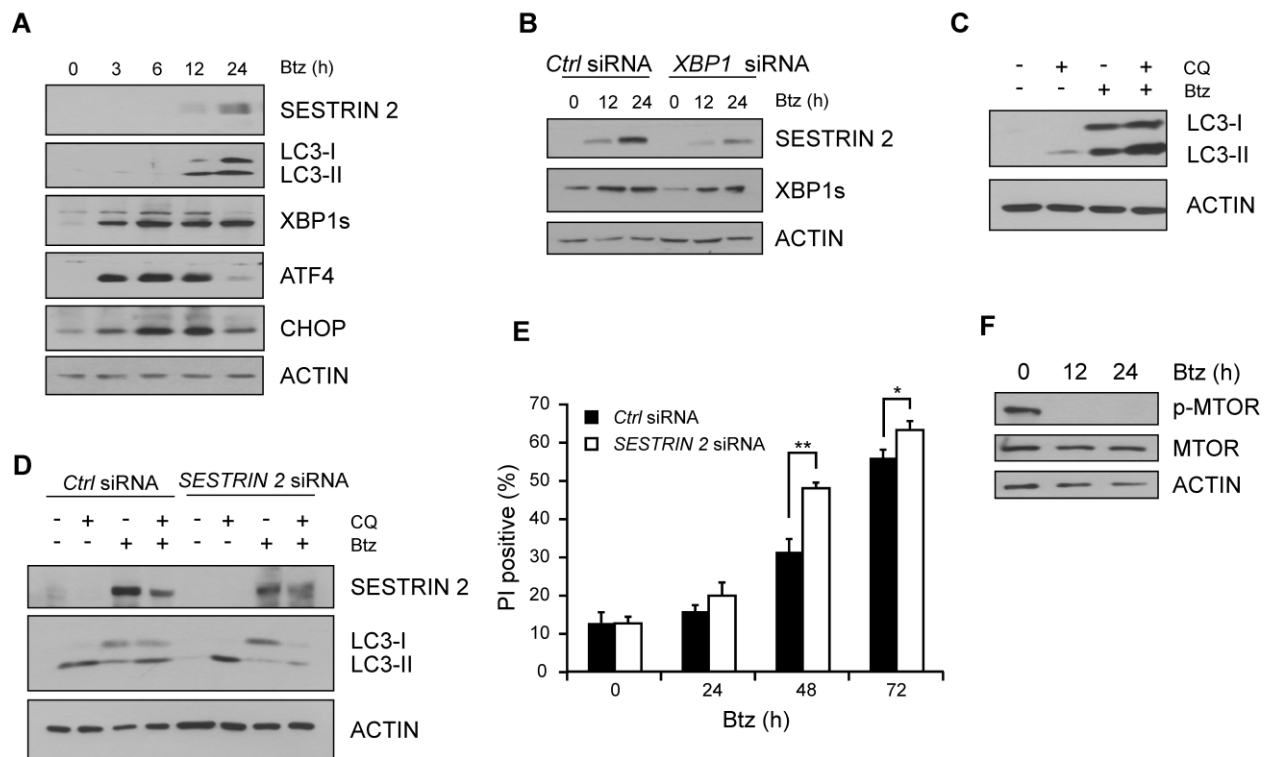 A
0 3 6 12 24 Btz (h)
SESTRIN 2
LC3-I
LC3-II
XBP1s
ATF4
CHOP
ACTIN
B
Ctrl siRNA XBP1 siRNA
0 12 24 0 12 24 Btz (h)
SESTRIN 2
XBP1s
ACTIN
C
- + - + CQ
- - + + Btz
LC3-I
LC3-II
ACTIN
D
Ctrl siRNA SESTRIN 2 siRNA
- + - + - + - + CQ
- - + + - - + + Btz
SESTRIN 2
LC3-I
LC3-II
ACTIN
E
Ctrl siRNA
SESTRIN 2 siRNA
**
*
PI positive (%)
70
60
50
40
30
20
10
0
0 24 48 72
Btz (h)
F
0 12 24 Btz (h)
p-MTOR
MTOR
ACTIN